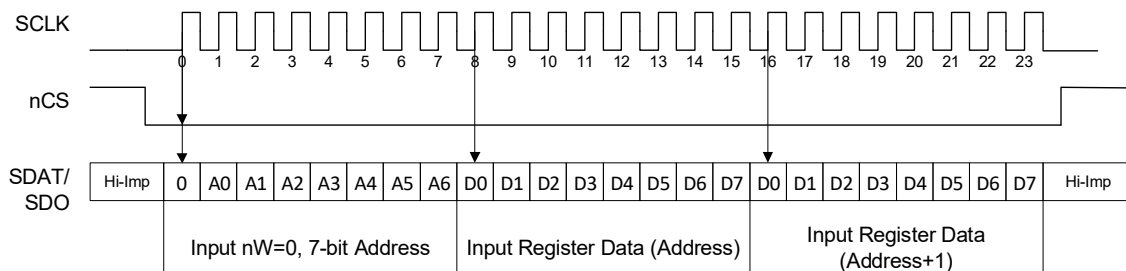 SCLK
0 1 2 3 4 5 6 7 8 9 10 11 12 13 14 15 16 17 18 19 20 21 22 23
nCS
SDAT/
SDO
Hi-Imp 0 A0 A1 A2 A3 A4 A5 A6 D0 D1 D2 D3 D4 D5 D6 D7 D0 D1 D2 D3 D4 D5 D6 D7 Hi-Imp
Input nW=0, 7-bit Address
Input Register Data (Address)
Input Register Data
(Address+1)